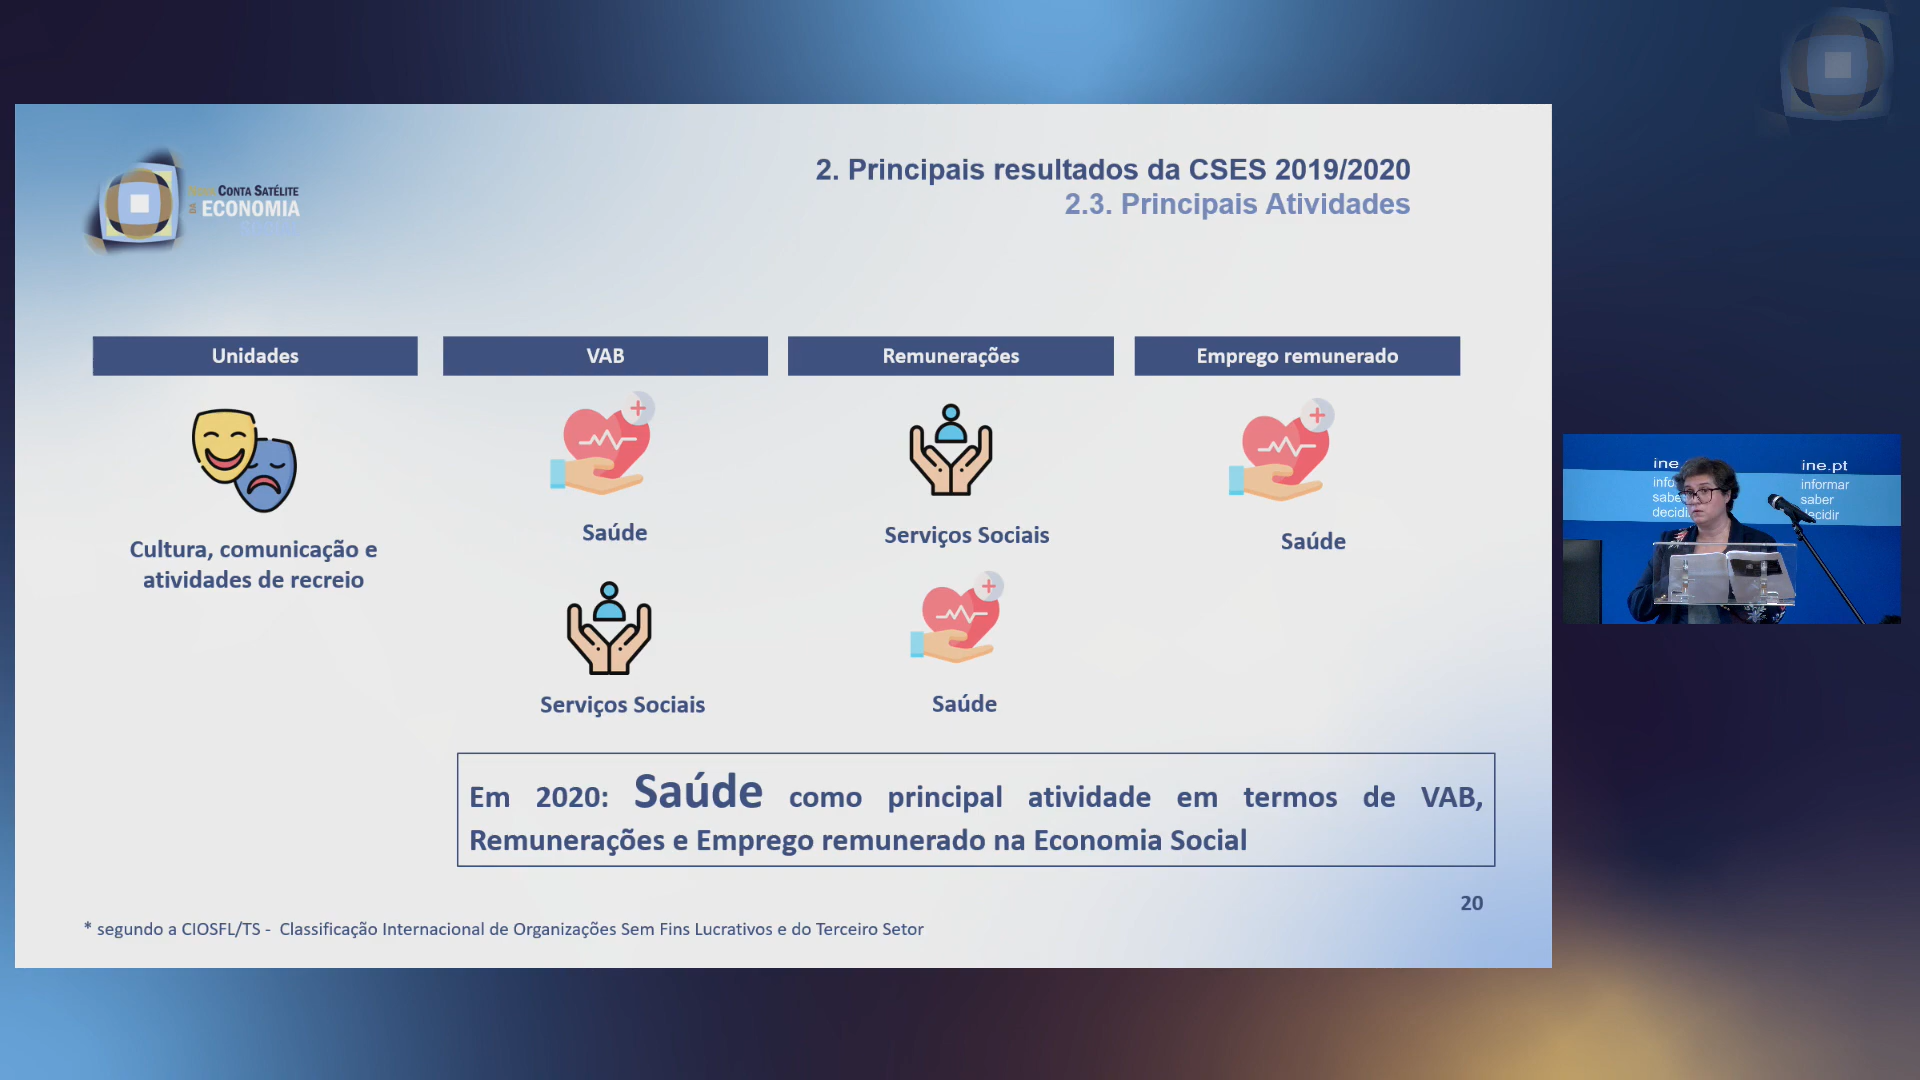 CONTA SATÉLITE
DA ECONOMIA
2. Principais resultados da CSES 2019/2020
2.3. Principais Atividades
Unidades
VAB
Remunerações
Emprego remunerado
Cultura, comunicação e
atividades de recreio
Saúde
Serviços Sociais
Serviços Sociais
Saúde
Saúde
Em 2020: Saúde como principal atividade em termos de VAB,
Remunerações e Emprego remunerado na Economia Social
20
* segundo a CIOSFL/TS - Classificação Internacional de Organizações Sem Fins Lucrativos e do Terceiro Setor
ine
ine.pt
informar
saber
decidir